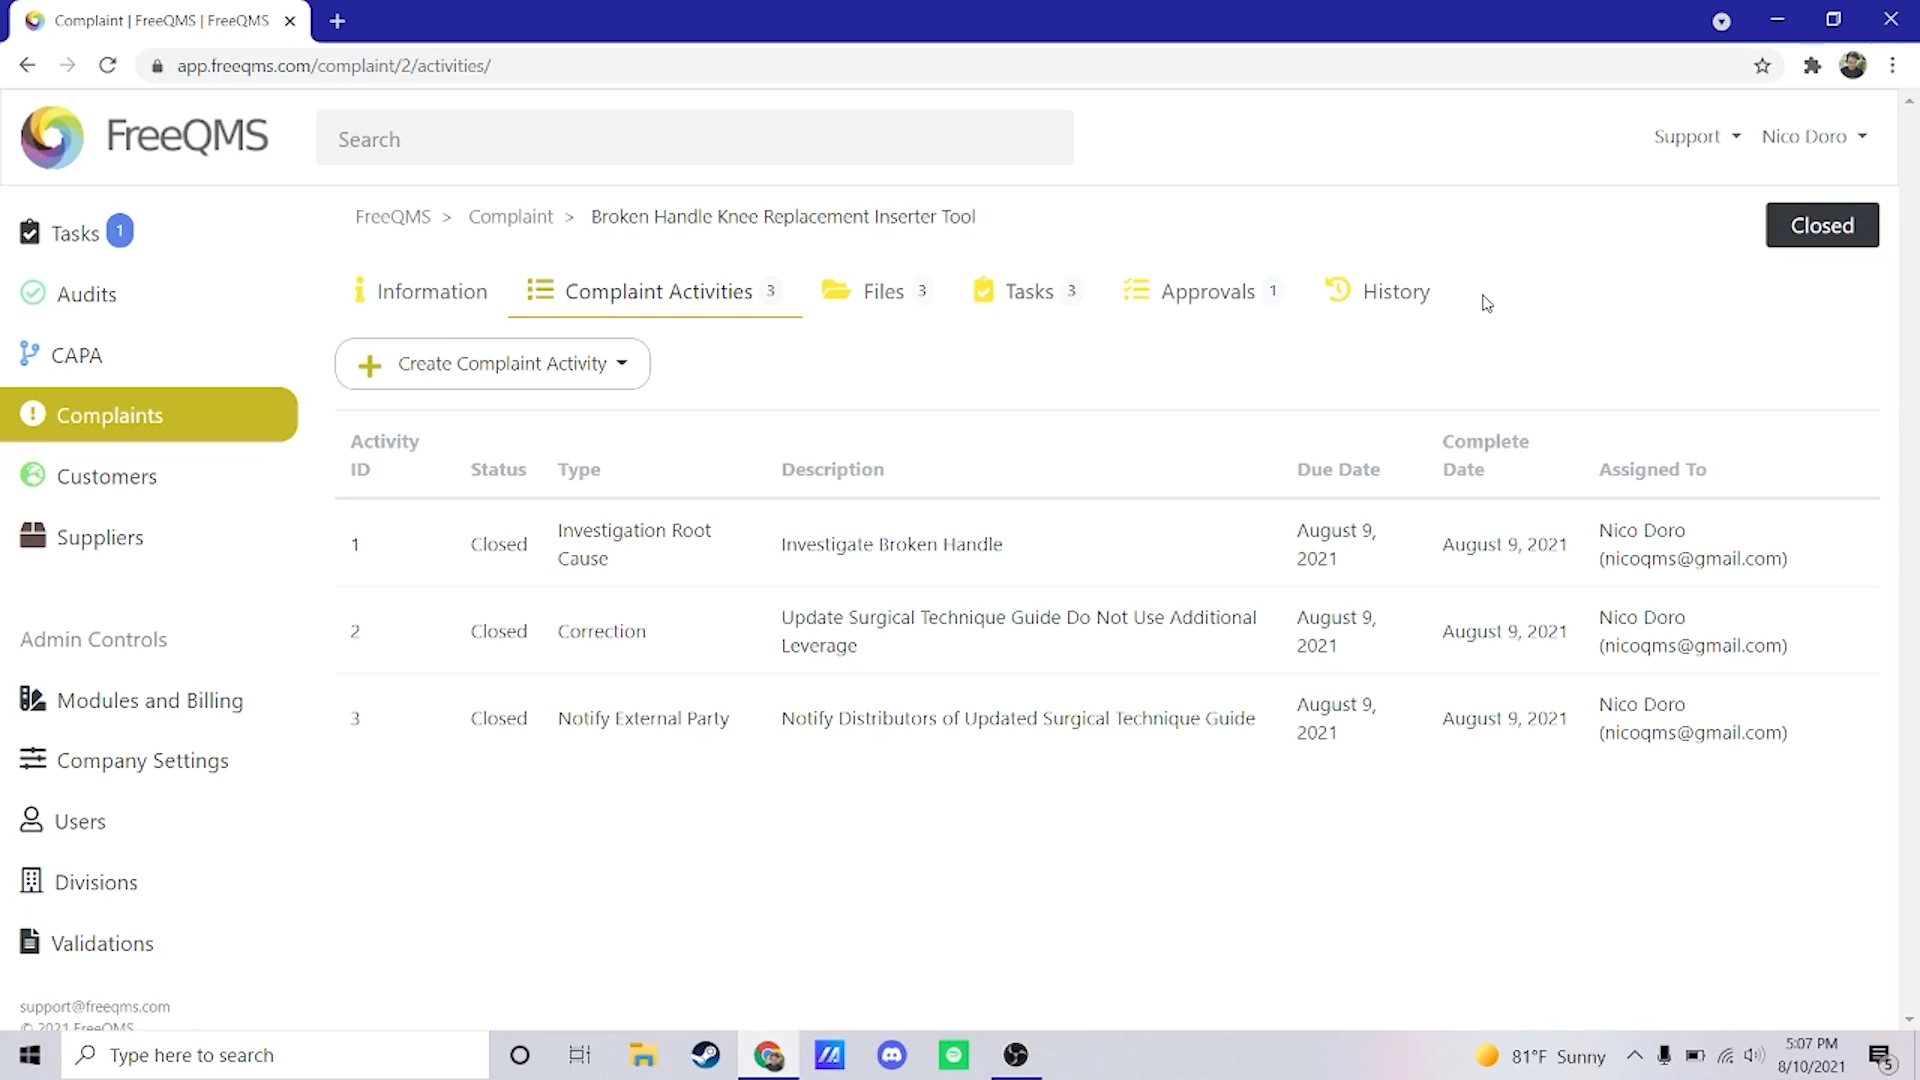 Complaint | FreeQMS | FreeQMS
app.freeqms.com/complaint/2/activities/
FreeQMS
Search
Support
Nico Doro
Tasks 1
Audits
CAPA
Complaints
Customers
Suppliers
Admin Controls
Modules and Billing
Company Settings
Users
Divisions
Validations
support@freeqms.com
© 2021 FreeQMS
FreeQMS > Complaint > Broken Handle Knee Replacement Inserter Tool
Closed
Information
Complaint Activities 3
Files 3
Tasks 3
Approvals 1
History
Create Complaint Activity
Activity
ID
Status
Type
Description
Due Date
Complete
Date
Assigned To
1
Closed
Investigation Root
Cause
Investigate Broken Handle
August 9,
2021
August 9, 2021
Nico Doro
(nicoqms@gmail.com)
2
Closed
Correction
Update Surgical Technique Guide Do Not Use Additional
Leverage
August 9,
2021
August 9, 2021
Nico Doro
(nicoqms@gmail.com)
3
Closed
Notify External Party
Notify Distributors of Updated Surgical Technique Guide
August 9,
2021
August 9, 2021
Nico Doro
(nicoqms@gmail.com)
Type here to search
81°F Sunny
5:07 PM
8/10/2021
5